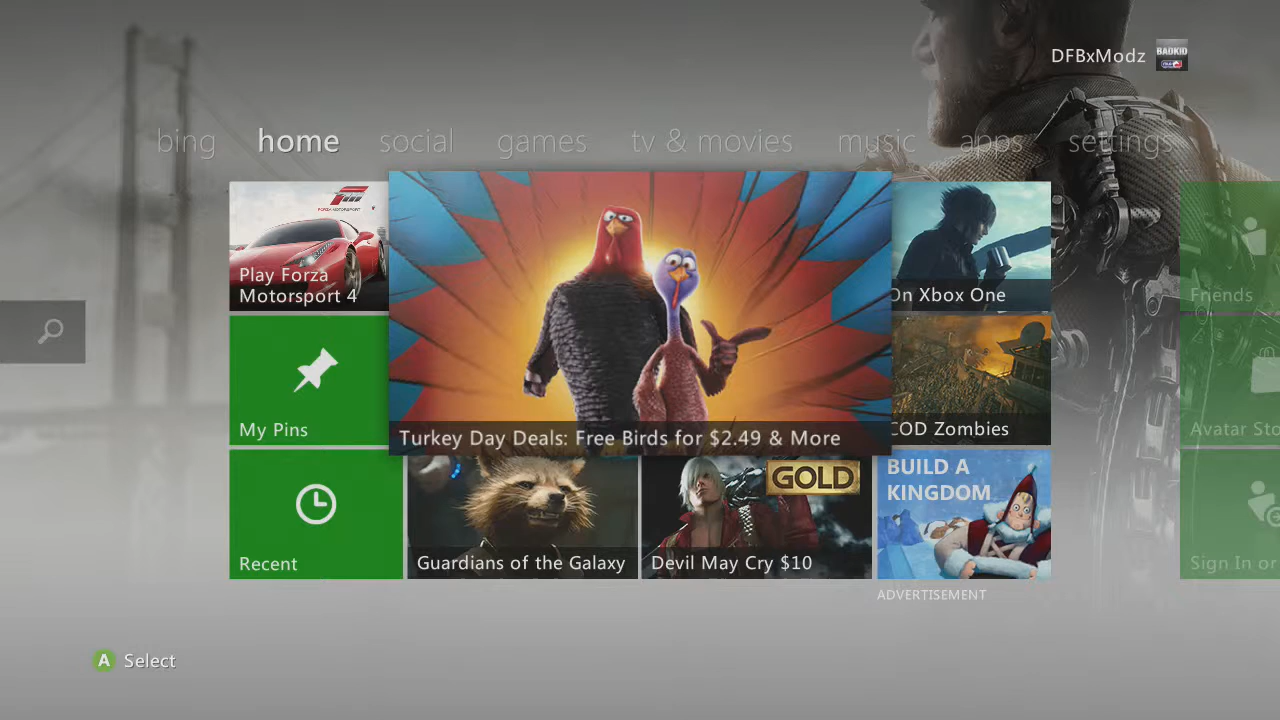 DFBxModz
BADKID
bing home social games tv & movies music apps settings
FORZA MOTORSPORT
Play Forza
Motorsport 4
On Xbox One
Friends
My Pins
Turkey Day Deals: Free Birds for $2.49 & More
COD Zombies
Avatar Sto
Recent
Guardians of the Galaxy
GOLD
Devil May Cry $10
BUILD A
KINGDOM
Sign In or
ADVERTISEMENT
A Select